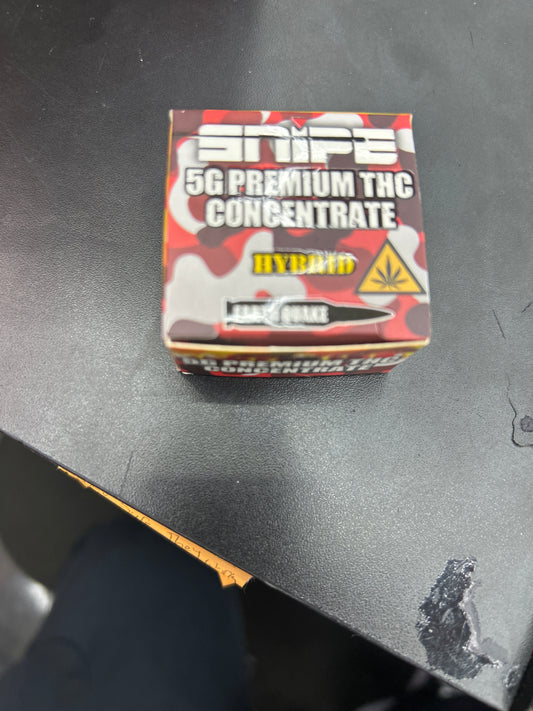 SNIPE
5G PREMIUM THC
CONCENTRATE
HYBRID
QUAKE
5G PREMIUM THC
CONCENTRATE